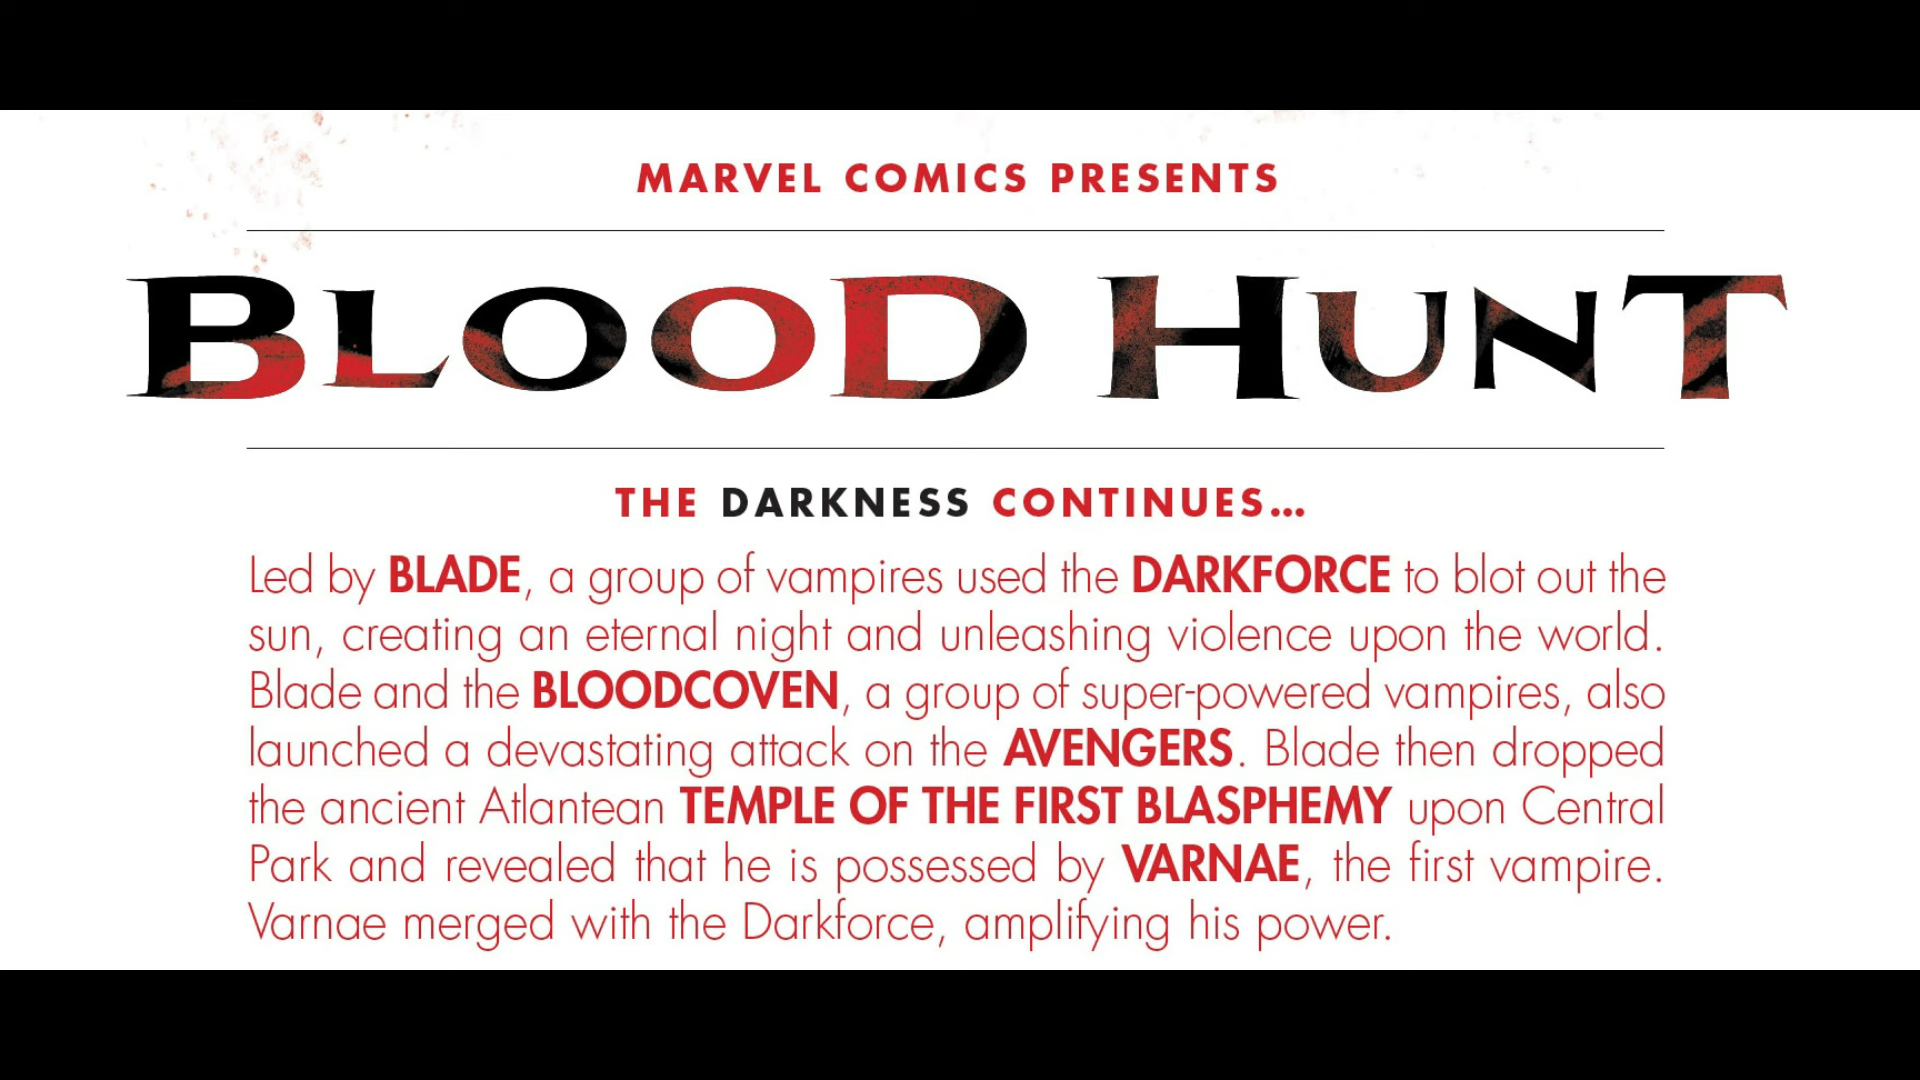 MARVEL COMICS PRESENTS
BLOOD HUNT
THE DARKNESS CONTINUES...
Led by BLADE, a group of vampires used the DARKFORCE to blot out the
sun, creating an eternal night and unleashing violence upon the world.
Blade and the BLOODCOVEN, a group of super-powered vampires, also
launched a devastating attack on the AVENGERS. Blade then dropped
the ancient Atlantean TEMPLE OF THE FIRST BLASPHEMY upon Central
Park and revealed that he is possessed by VARNAE, the first vampire.
Varnae merged with the Darkforce, amplifying his power.